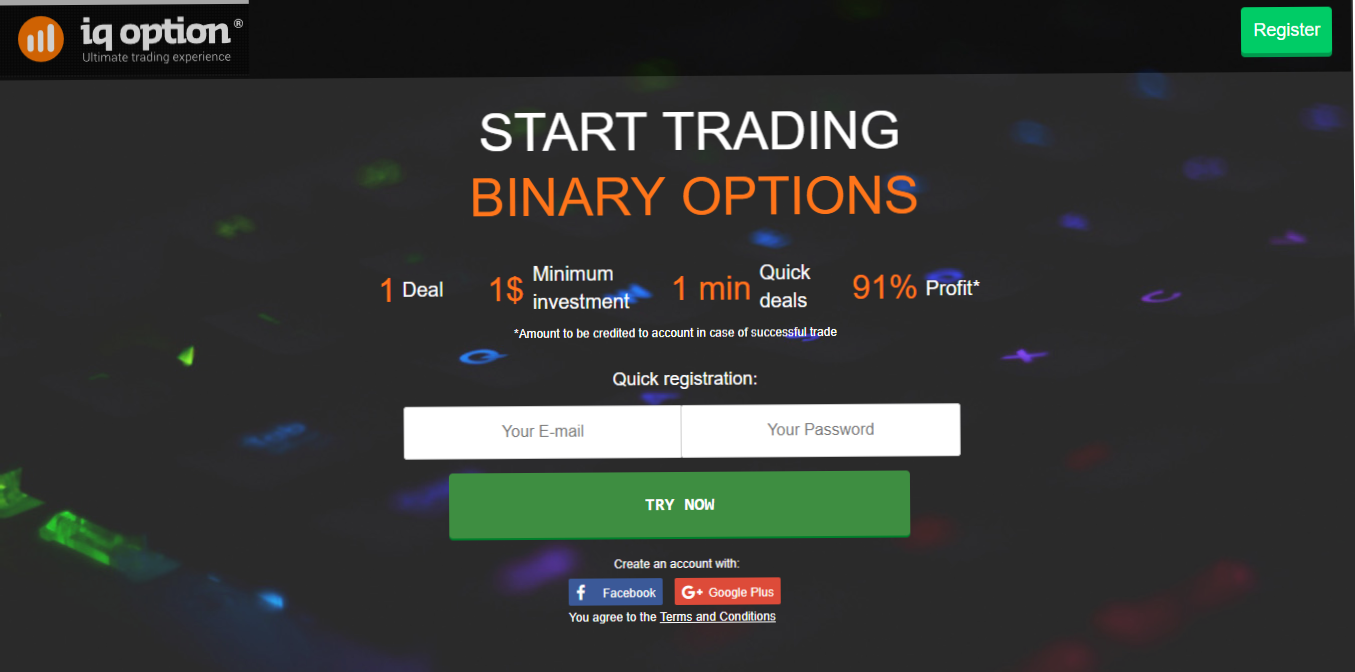 iq option®
Ultimate trading experience
Register
START TRADING
BINARY OPTIONS
1 Deal
1$ Minimum investment
1 min Quick deals
91% Profit*
*Amount to be credited to account in case of successful trade
Quick registration:
Your E-mail
Your Password
TRY NOW
Create an account with:
Facebook
G+ Google Plus
You agree to the Terms and Conditions